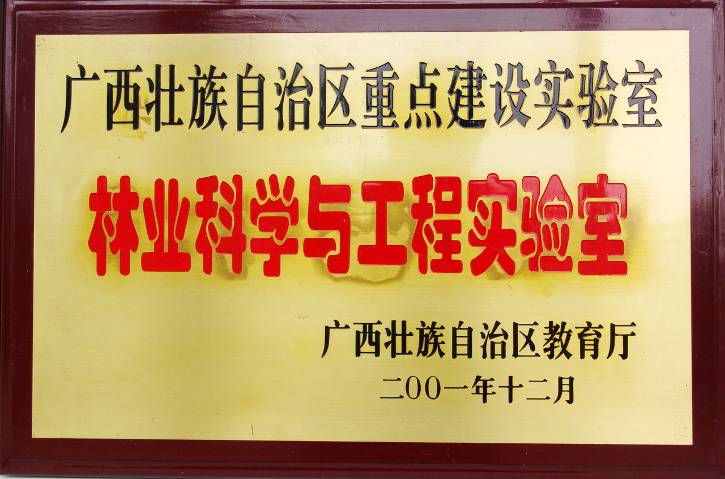 广西壮族自治区重点建设实验室
林业科学与工程实验室
广西壮族自治区教育厅
二〇〇一年十二月